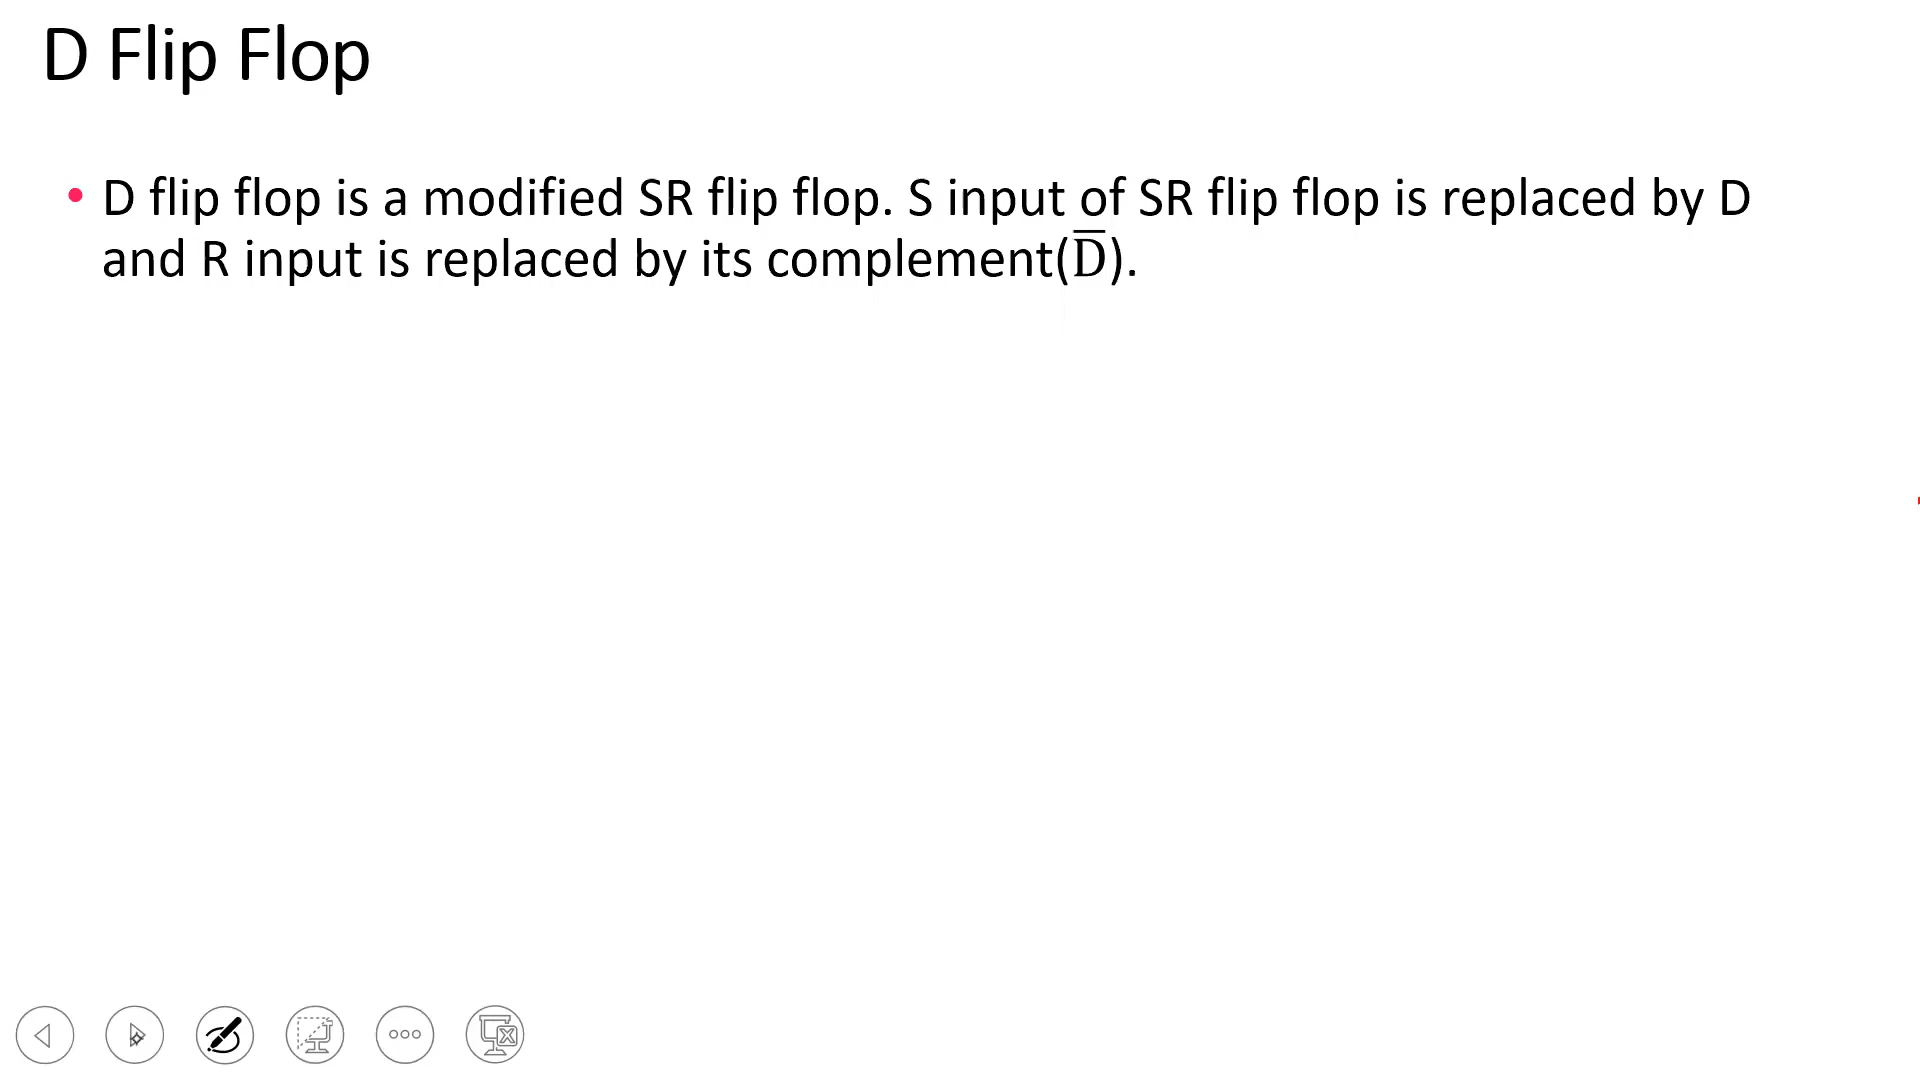 D Flip Flop
• D flip flop is a modified SR flip flop. S input of SR flip flop is replaced by D
and R input is replaced by its complement(D̅).